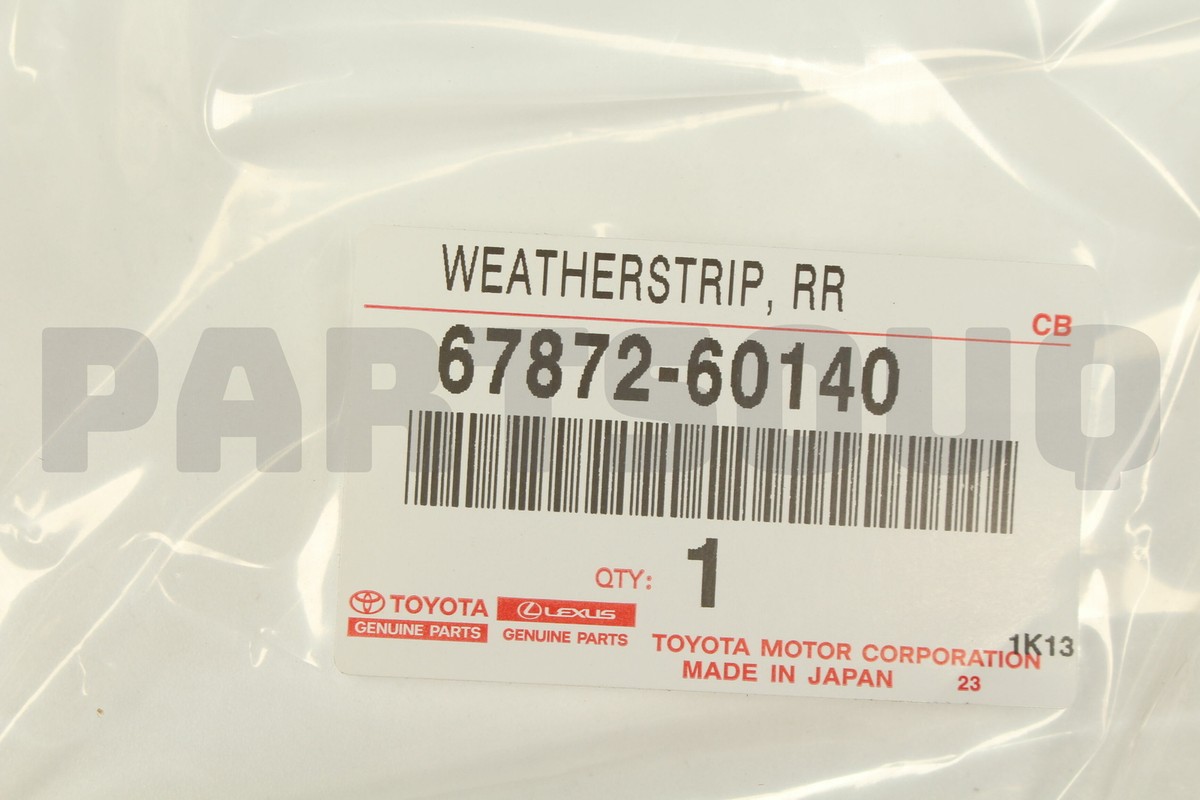 WEATHERSTRIP, RR
CB
67872-60140
PARTSOUQ
QTY: 1
TOYOTA
GENUINE PARTS
LEXUS
GENUINE PARTS
TOYOTA MOTOR CORPORATION
1K13
MADE IN JAPAN
23